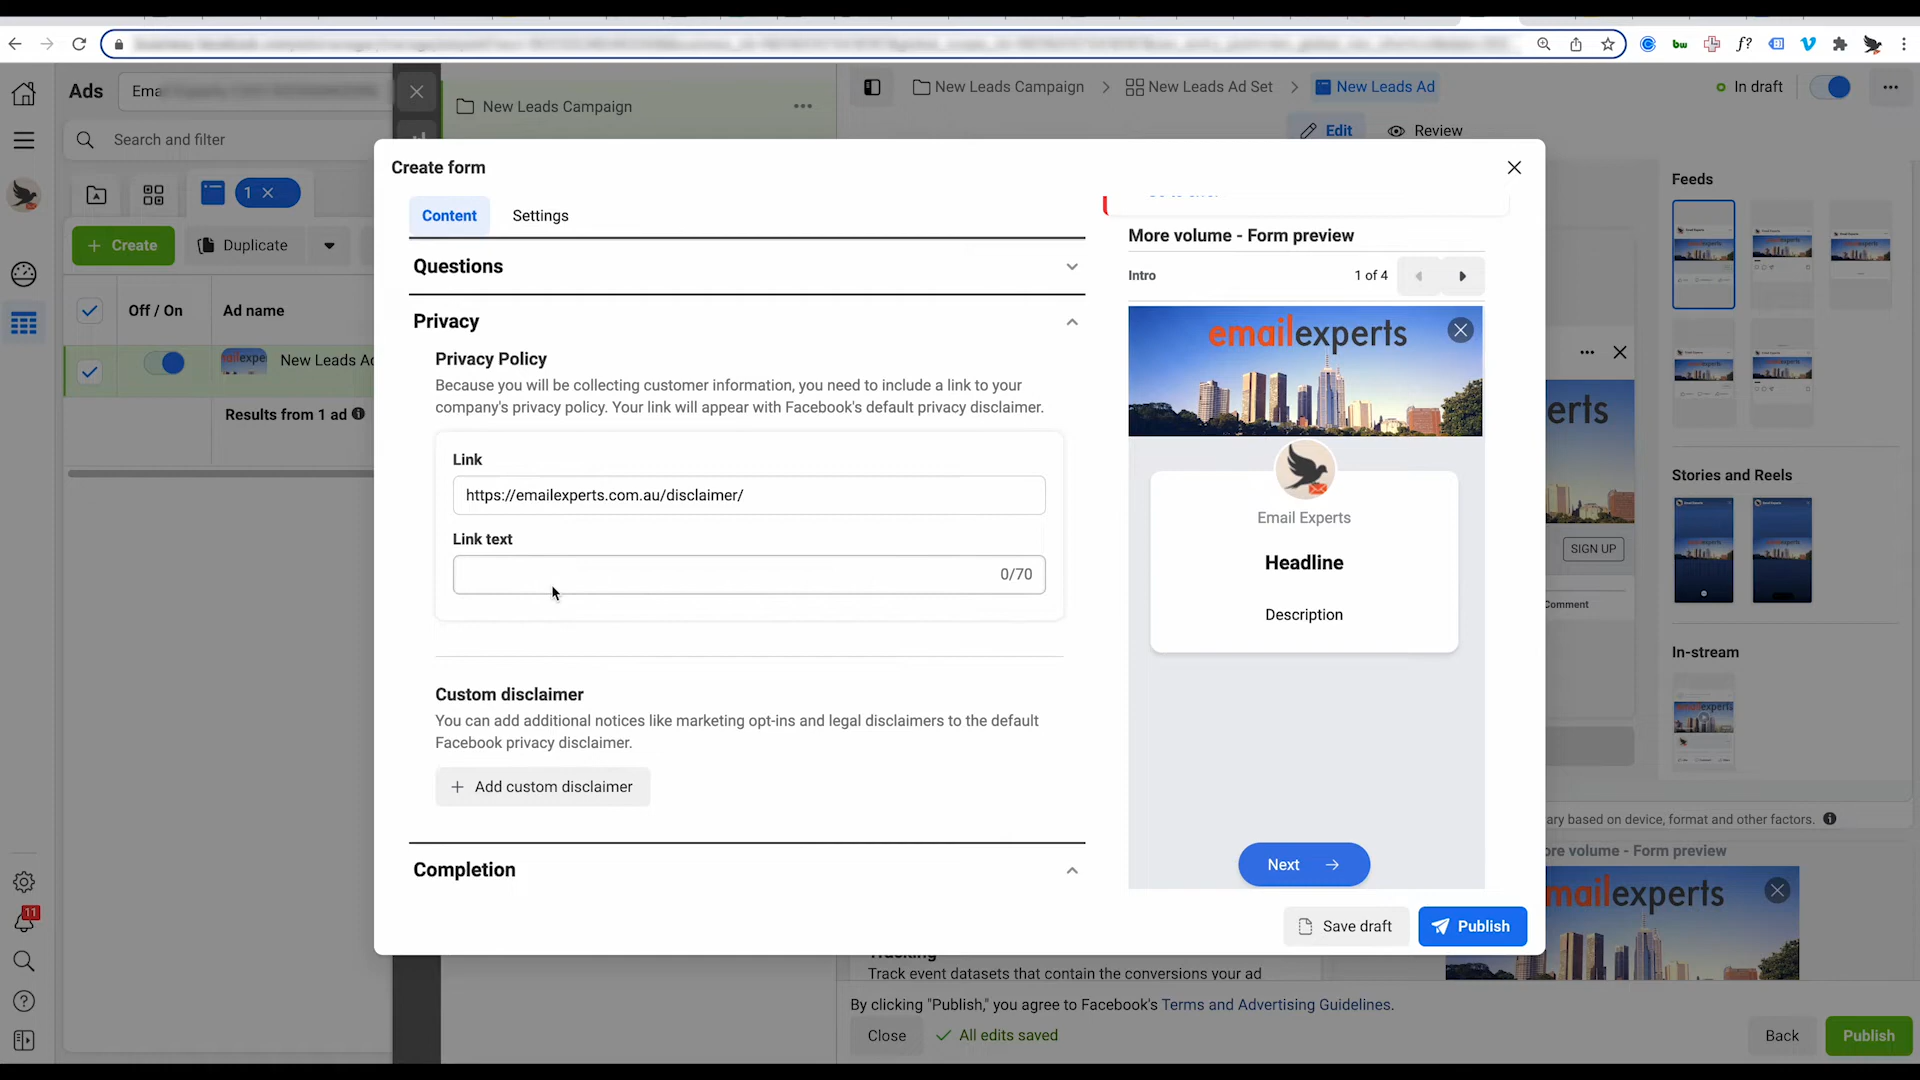 Ads
Ema
New Leads Campaign
New Leads Campaign
New Leads Ad Set
New Leads Ad
In draft
Search and filter
Edit
Review
Create form
Content
Settings
1
Create
Duplicate
Off / On
Ad name
New Leads Ad
Results from 1 ad
Questions
Privacy
Privacy Policy
Because you will be collecting customer information, you need to include a link to your
company's privacy policy. Your link will appear with Facebook's default privacy disclaimer.
Link
https://emailexperts.com.au/disclaimer/
Link text
0/70
Custom disclaimer
You can add additional notices like marketing opt-ins and legal disclaimers to the default
Facebook privacy disclaimer.
Add custom disclaimer
Completion
More volume - Form preview
Intro
1 of 4
emailexperts
Email Experts
Headline
Description
Next
Save draft
Publish
Feeds
erts
SIGN UP
Comment
Stories and Reels
In-stream
ary based on device, format and other factors.
ore volume - Form preview
mailexperts
11
Tracking
Track event datasets that contain the conversions your ad
By clicking "Publish," you agree to Facebook's Terms and Advertising Guidelines.
Close
All edits saved
Back
Publish